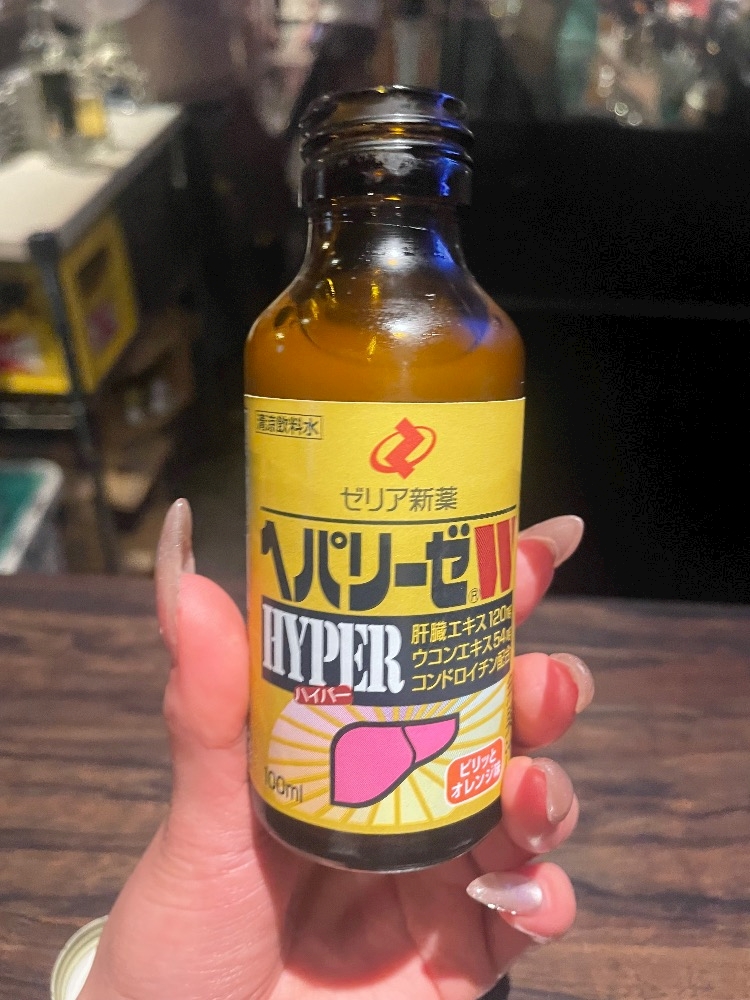 清涼飲料水
ゼリア新薬
ヘパリーゼW®
HYPER
ハイパー
肝臓エキス120mg
ウコンエキス54mg
コンドロイチン配合
ピリッと
オレンジ味
100ml